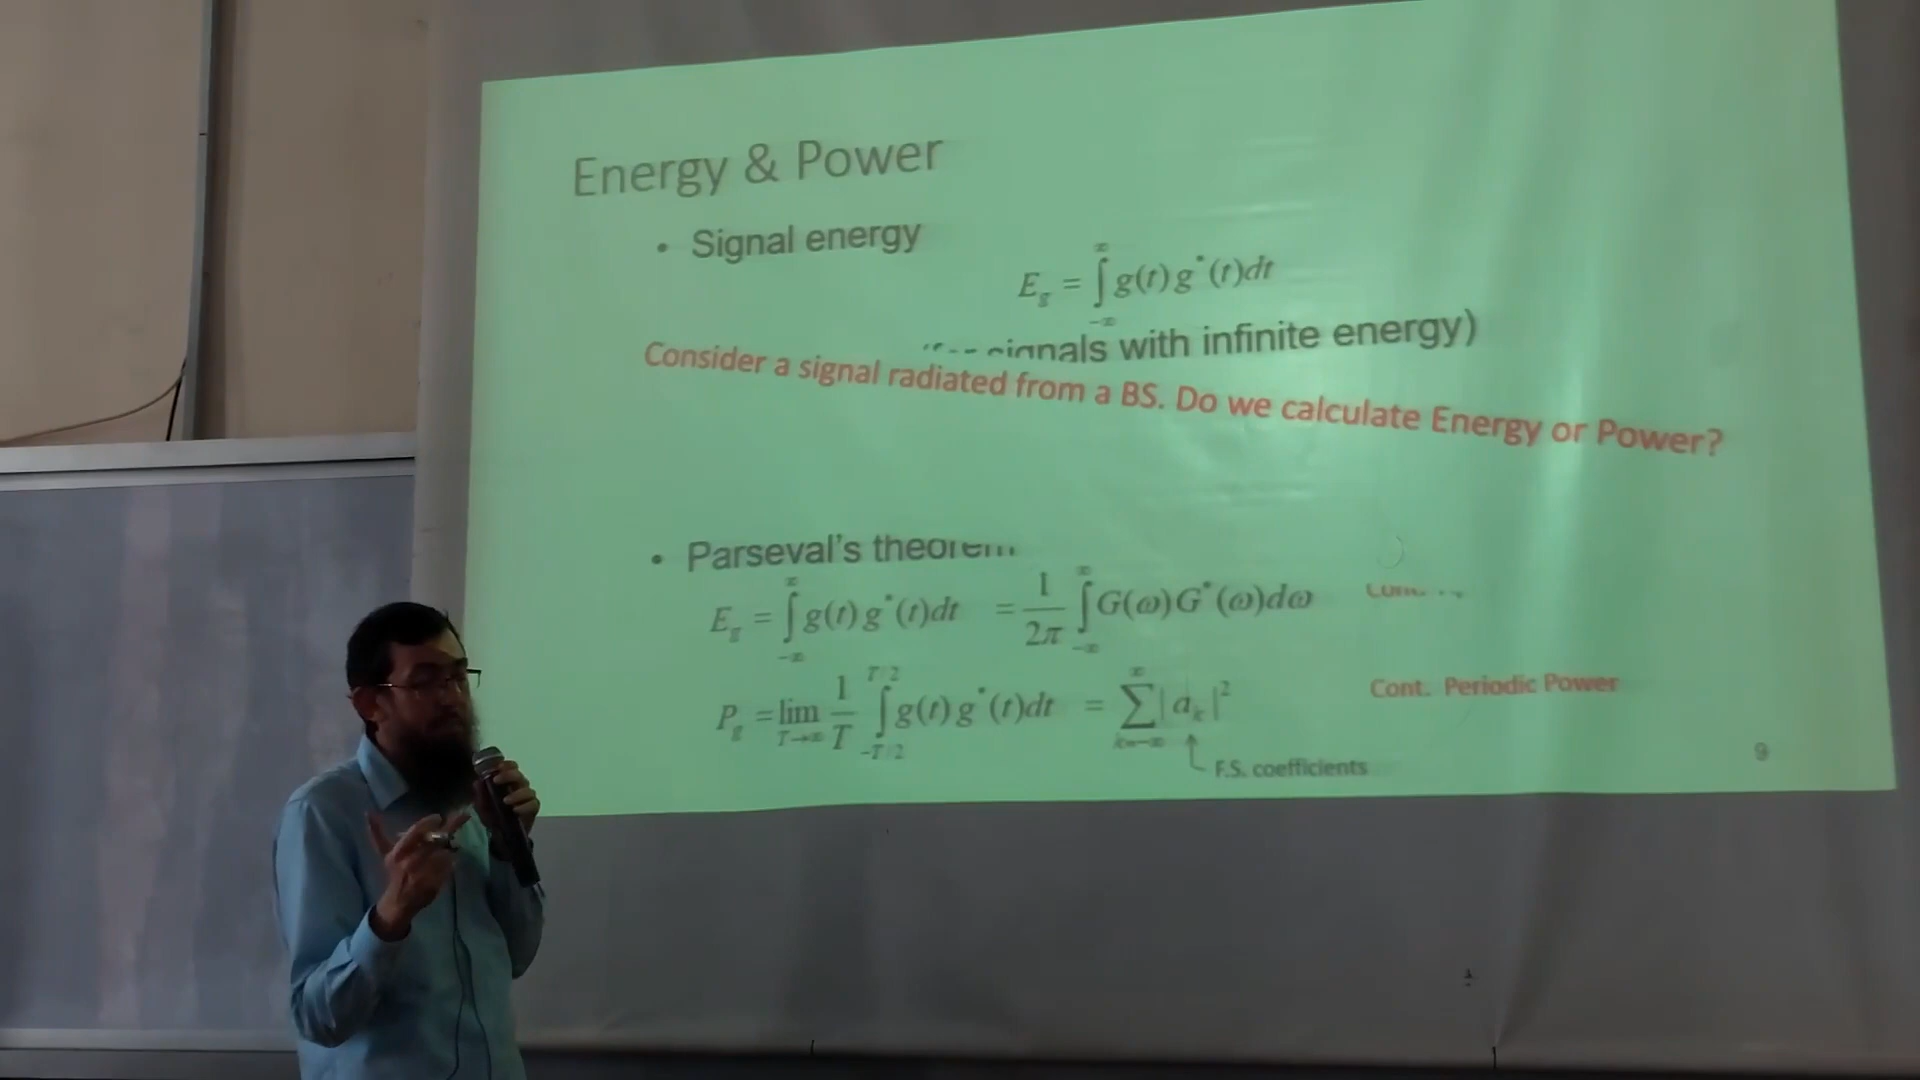 Energy & Power
• Signal energy
E_g = ∫_{-∞}^{∞} g(t) g*(t)dt
signals with infinite energy)
Consider a signal radiated from a BS. Do we calculate Energy or Power?
• Parseval's theorem
E_g = ∫_{-∞}^{∞} g(t) g*(t)dt = 1/2π ∫_{-∞}^{∞} G(ω)G*(ω)dω
P_g = lim_{T→∞} 1/T ∫_{-T/2}^{T/2} g(t) g*(t)dt = ∑_{k=-∞}^{∞} |a_k|^2 Cont. Periodic Power
F.S. coefficients
9